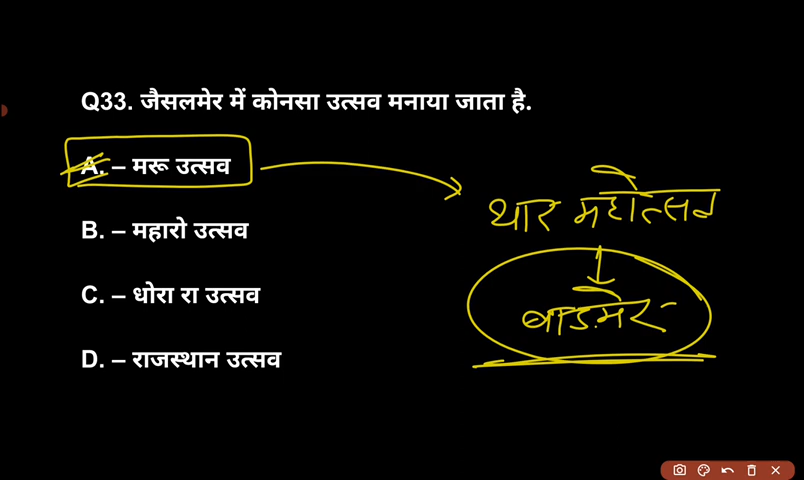 Q33. जैसलमेर में कोनसा उत्सव मनाया जाता है.
A. – मरू उत्सव
B. – महारो उत्सव
C. – धोरा रा उत्सव
D. – राजस्थान उत्सव
थार महोत्सव
बाड़मेर